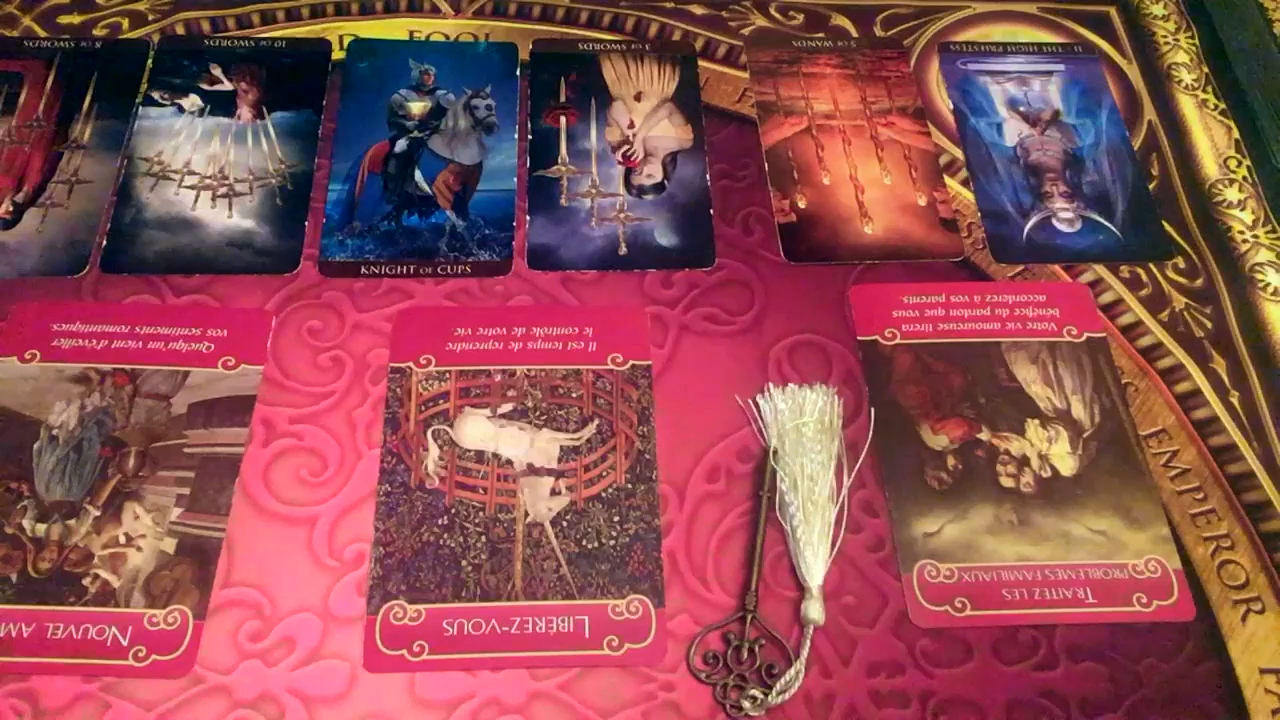 FOOL
8 OF SWORDS
10 OF SWORDS
KNIGHT OF CUPS
3 OF SWORDS
5 OF WANDS
II - THE HIGH PRIESTESS
NOUVEL AM
Quelqu'un vient d'éveiller
vos sentiments romantiques.
LIBÉREZ-VOUS
Il est temps de reprendre
le contrôle de votre vie
TRAITEZ LES
PROBLÈMES FAMILIAUX
Votre vie amoureuse tirera
bénéfice du pardon que vous
accorderez à vos parents.
EMPEROR